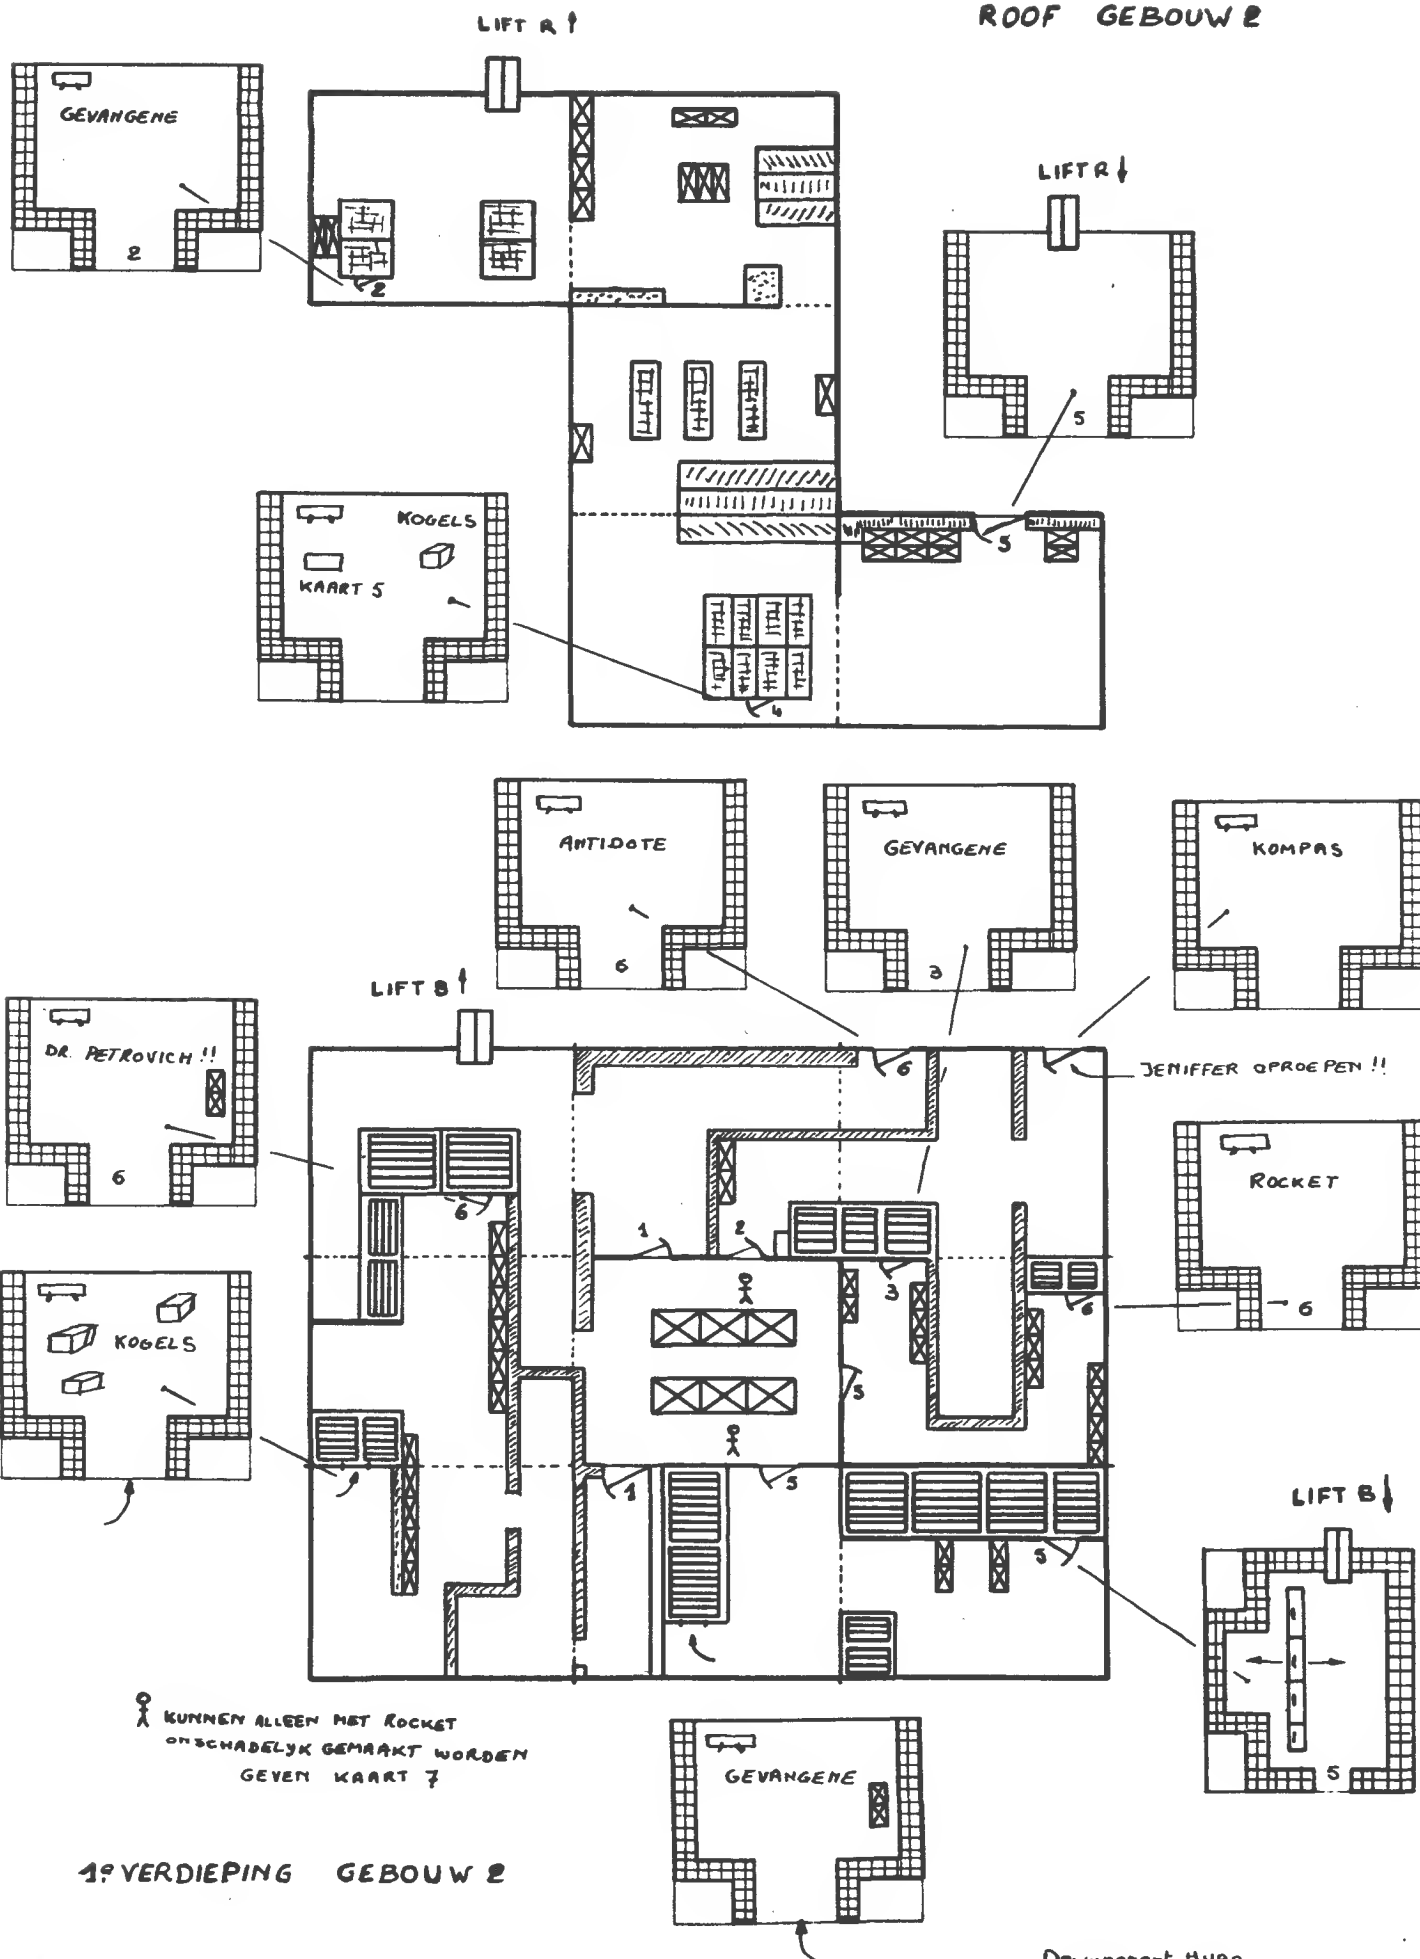 LIFT R ↑
ROOF GEBOUW 2
GEVANGENE
2
2
LIFT R ↓
5
5
KOGELS
KAART 5
4
ANTIDOTE
6
GEVANGENE
3
KOMPAS
LIFT B ↑
DR. PETROVICH !!
6
6
JENIFFER OPROEPEN !!
ROCKET
6
6
1
2
3
6
KOGELS
5
1
5
5
LIFT B ↓
5
KUNNEN ALLEEN MET ROCKET
ONSCHADELYK GEMAAKT WORDEN
GEVEN KAART 7
GEVANGENE
1e VERDIEPING GEBOUW 2